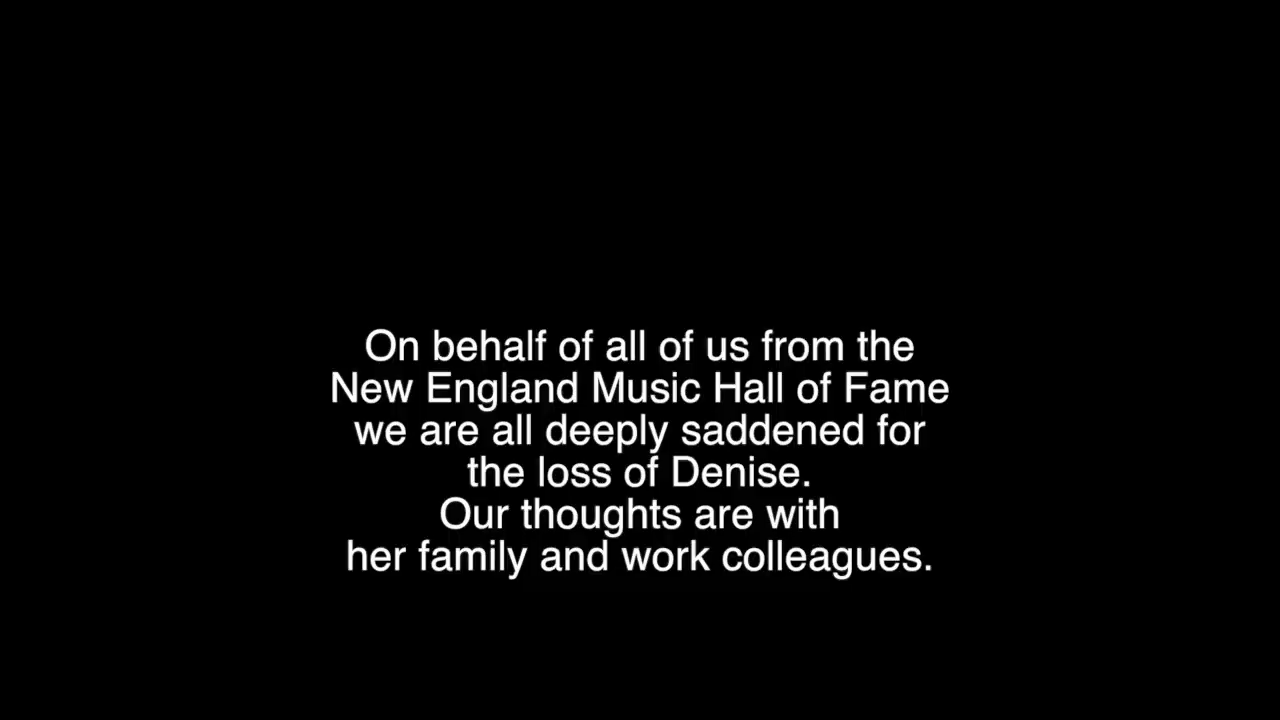 On behalf of all of us from the
New England Music Hall of Fame
we are all deeply saddened for
the loss of Denise.
Our thoughts are with
her family and work colleagues.